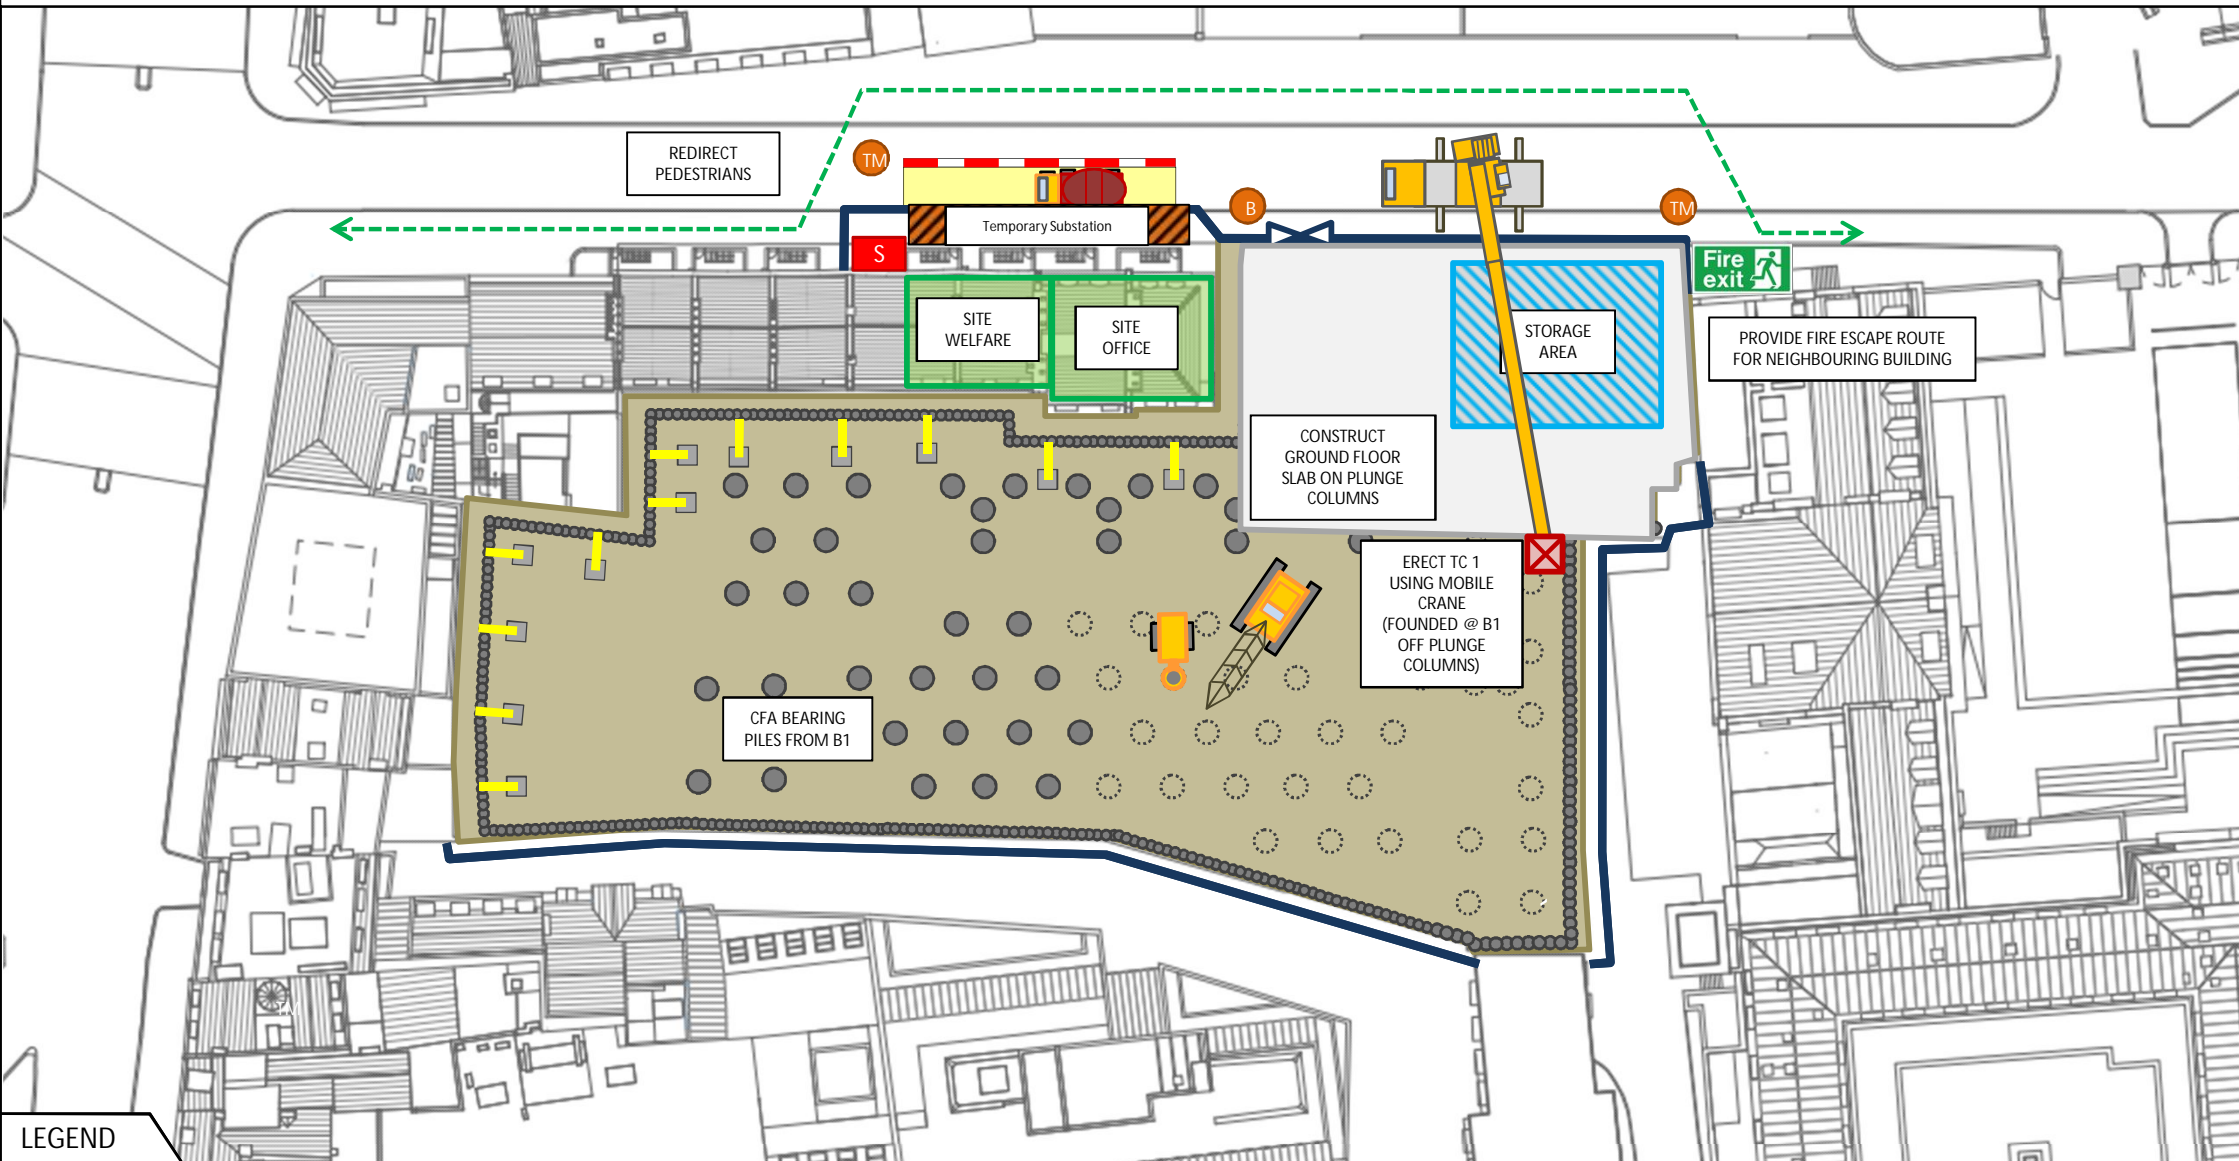 REDIRECT
PEDESTRIANS
TM
B
TM
Temporary Substation
S
Fire
exit
SITE
WELFARE
SITE
OFFICE
STORAGE
AREA
PROVIDE FIRE ESCAPE ROUTE
FOR NEIGHBOURING BUILDING
CONSTRUCT
GROUND FLOOR
SLAB ON PLUNGE
COLUMNS
ERECT TC 1
USING MOBILE
CRANE
(FOUNDED @ B1
OFF PLUNGE
COLUMNS)
CFA BEARING
PILES FROM B1
TM
LEGEND